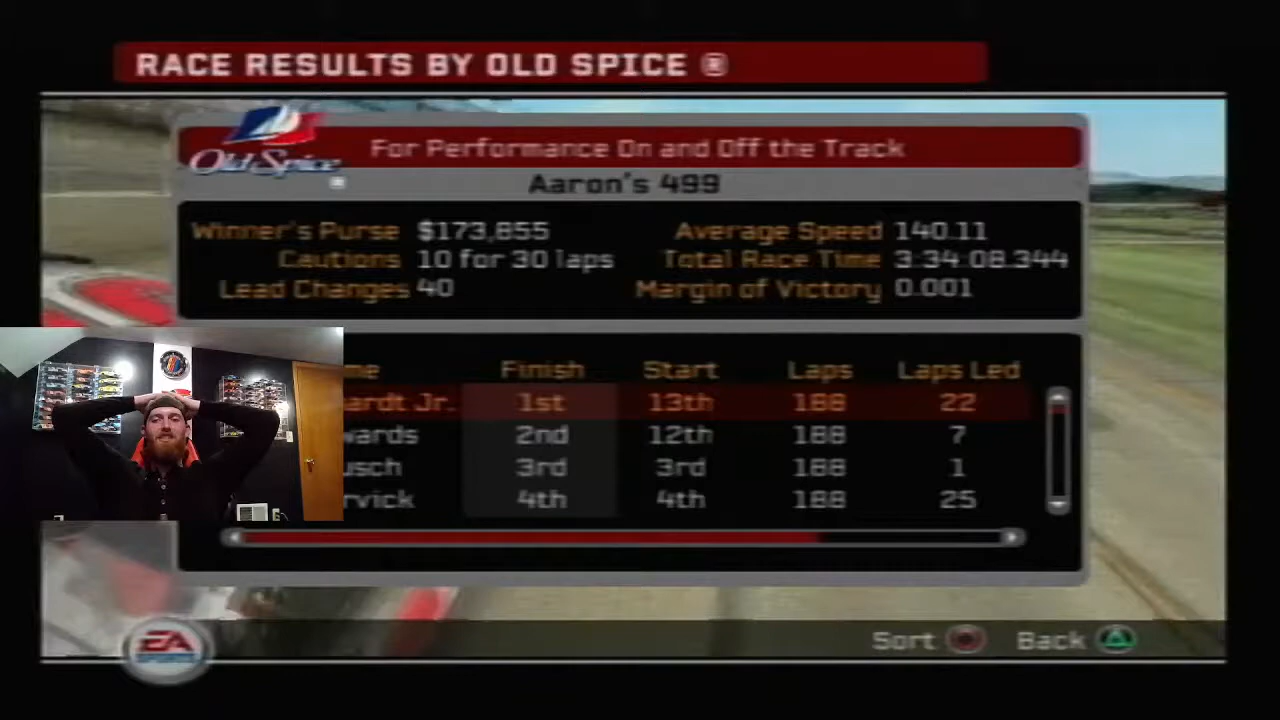 RACE RESULTS BY OLD SPICE ®
Old Spice
For Performance On and Off the Track
Aaron's 499
Winner's Purse $173,855 Average Speed 140.11
Cautions 10 for 30 laps Total Race Time 3:34:08.344
Lead Changes 40 Margin of Victory 0.001
me Finish Start Laps Laps Led
ardt Jr. 1st 13th 188 22
wards 2nd 12th 188 7
usch 3rd 3rd 188 1
rvick 4th 4th 188 25
EA SPORTS
Sort Back